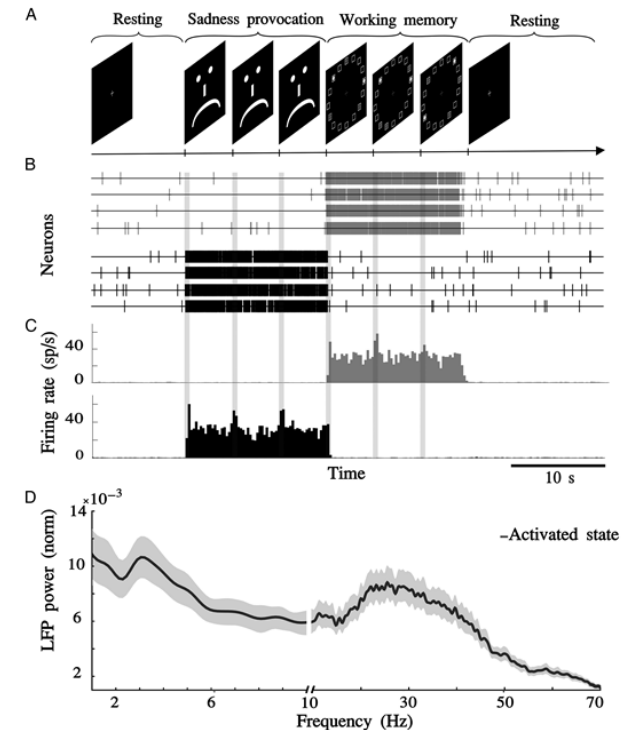 A
Resting Sadness provocation Working memory Resting
B
Neurons
C
Firing rate (sp/s)
40
0
40
0
Time
10 s
D
×10⁻³
14
10
6
2
LFP power (norm)
–Activated state
2 6 10 30 50 70
Frequency (Hz)